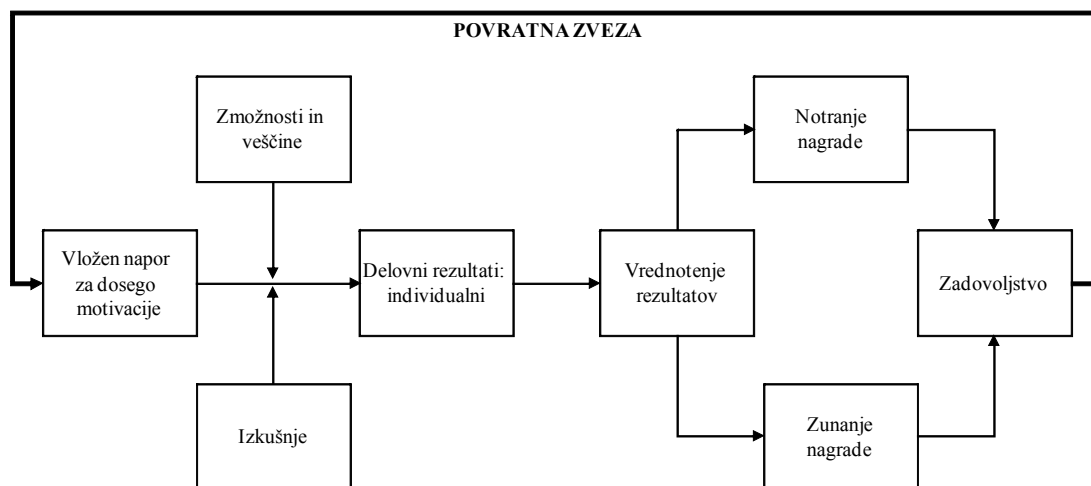 POVRATNA ZVEZA
Zmožnosti in
veščine
Notranje
nagrade
Vložen napor
za dosego
motivacije
Delovni rezultati:
individualni
Vrednotenje
rezultatov
Zadovoljstvo
Izkušnje
Zunanje
nagrade